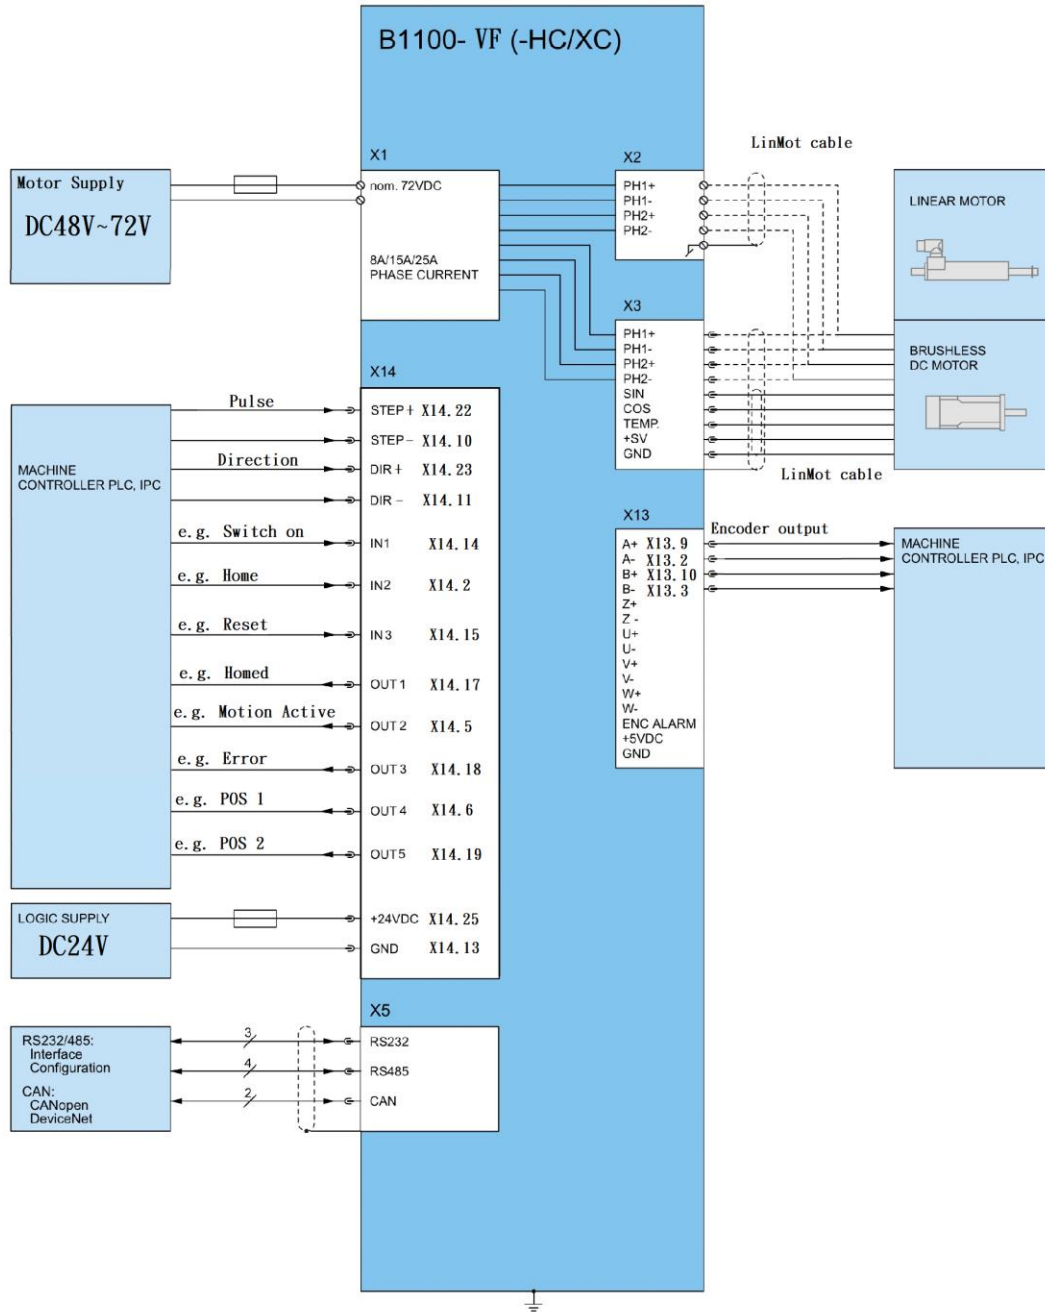 B1100- VF (-HC/XC)
X1
nom. 72VDC
8A/15A/25A
PHASE CURRENT
Motor Supply
DC48V~72V
X2
PH1+
PH1-
PH2+
PH2-
LinMot cable
LINEAR MOTOR
X3
PH1+
PH1-
PH2+
PH2-
SIN
COS
TEMP.
+5V
GND
BRUSHLESS
DC MOTOR
LinMot cable
X14
MACHINE
CONTROLLER PLC, IPC
Pulse
STEP+ X14.22
STEP- X14.10
Direction
DIR+ X14.23
DIR- X14.11
e.g. Switch on
IN1 X14.14
e.g. Home
IN2 X14.2
e.g. Reset
IN3 X14.15
e.g. Homed
OUT1 X14.17
e.g. Motion Active
OUT2 X14.5
e.g. Error
OUT3 X14.18
e.g. POS 1
OUT4 X14.6
e.g. POS 2
OUT5 X14.19
LOGIC SUPPLY
DC24V
+24VDC X14.25
GND X14.13
X13
Encoder output
A+ X13.9
A- X13.2
B+ X13.10
B- X13.3
Z+
Z-
U+
U-
V+
V-
W+
W-
ENC ALARM
+5VDC
GND
MACHINE
CONTROLLER PLC, IPC
X5
RS232/485:
Interface
Configuration
CAN:
CANopen
DeviceNet
3
RS232
4
RS485
2
CAN